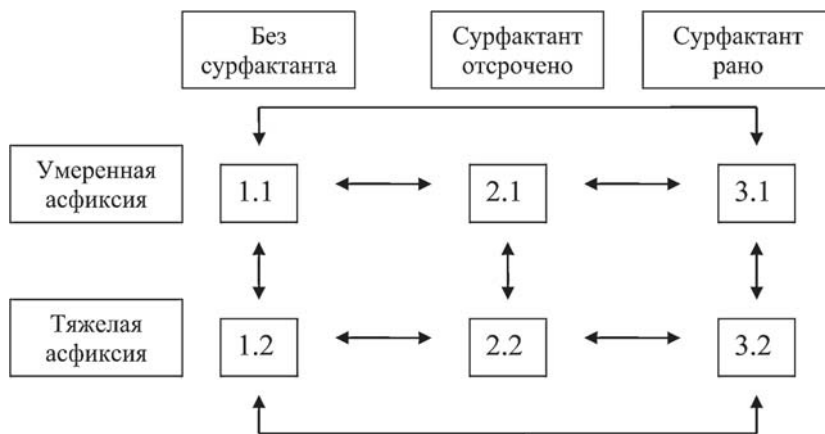 Без
сурфактанта
Сурфактант
отсрочено
Сурфактант
рано
Умеренная
асфиксия
1.1
2.1
3.1
Тяжелая
асфиксия
1.2
2.2
3.2